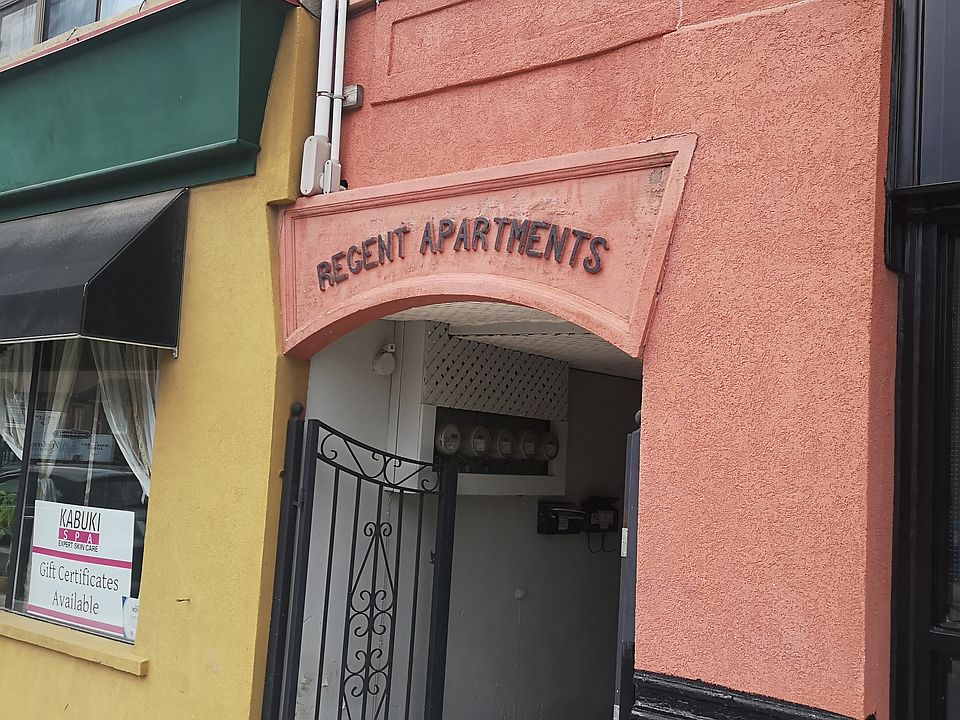 REGENT APARTMENTS
KABUKI
SPA
EXPERT SKIN CARE
Gift Certificates
Available